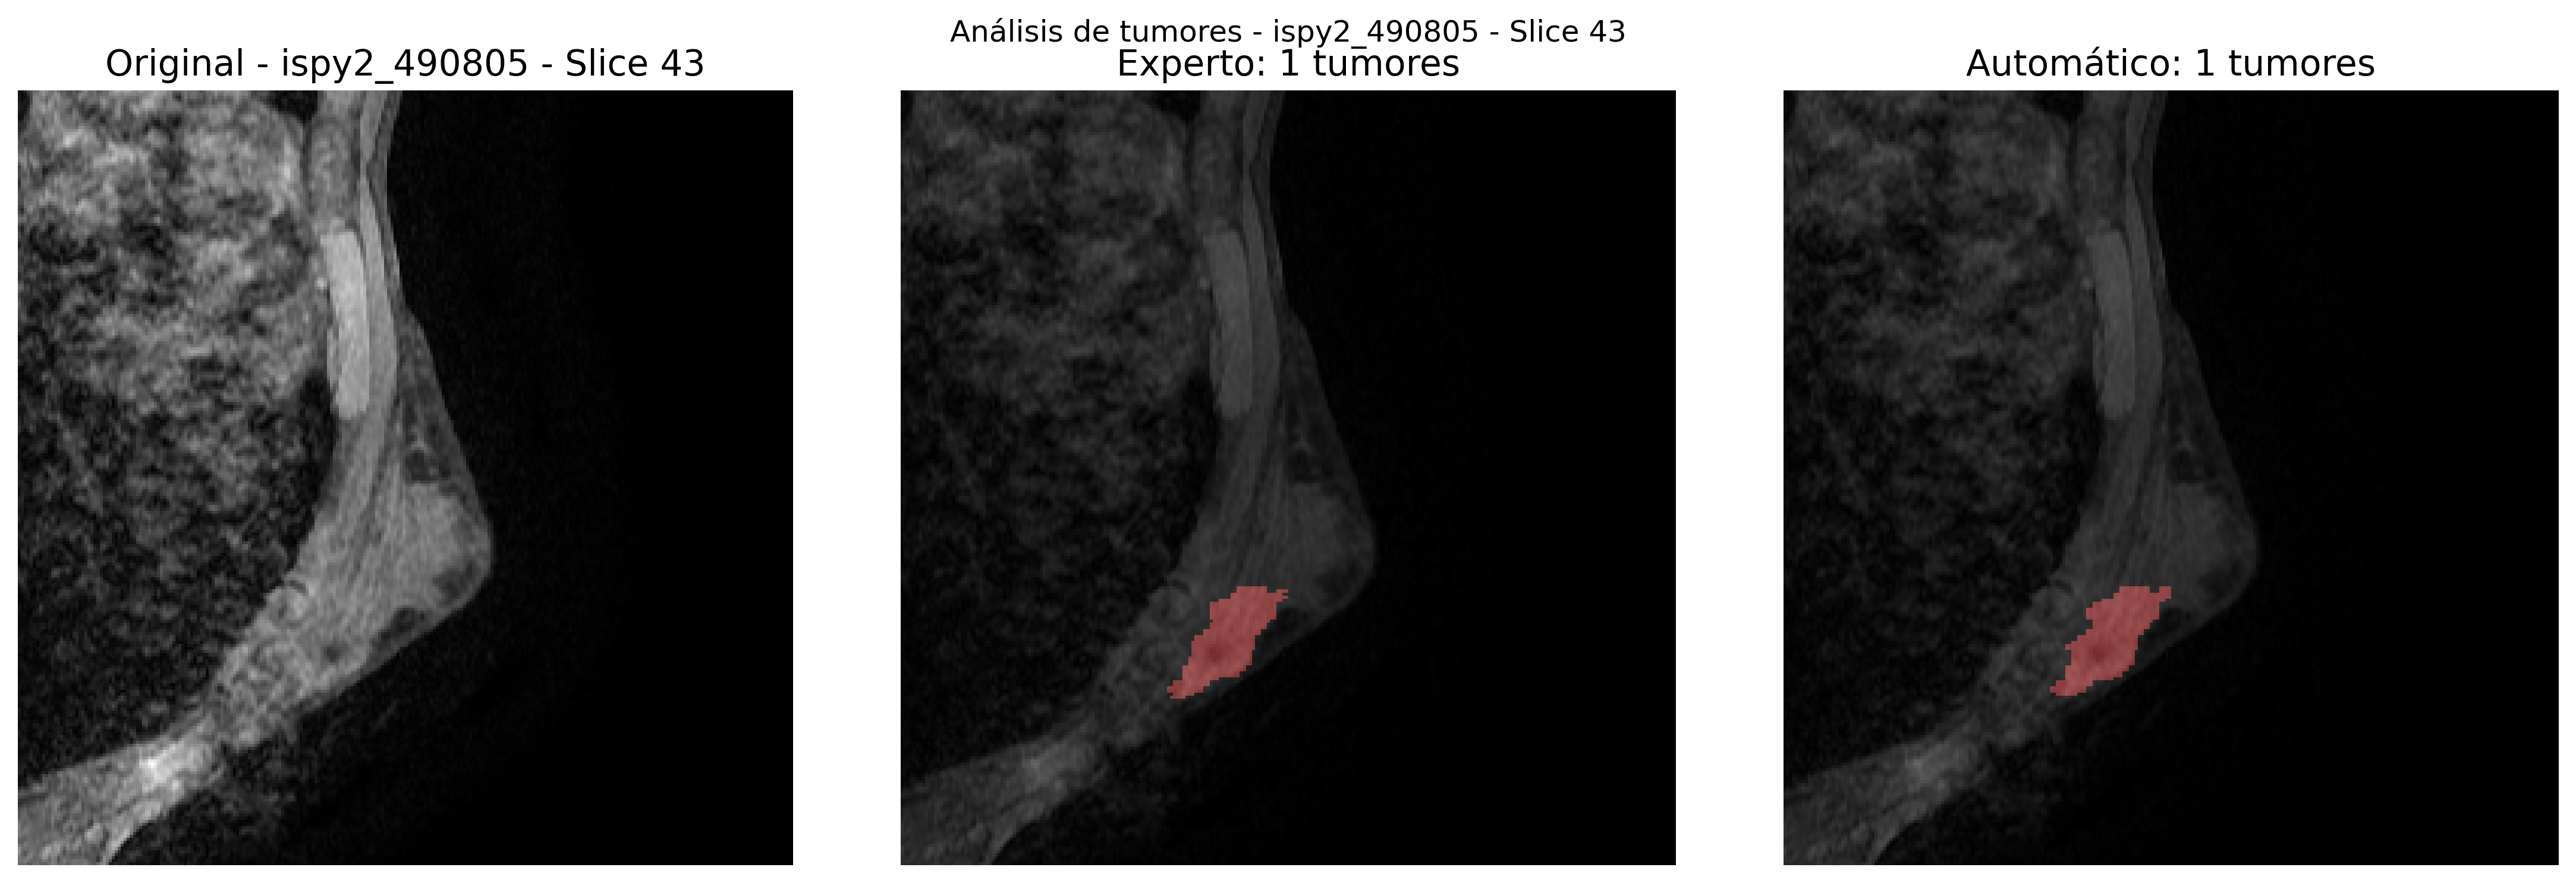 Análisis de tumores - ispy2_490805 - Slice 43
Original - ispy2_490805 - Slice 43
Experto: 1 tumores
Automático: 1 tumores